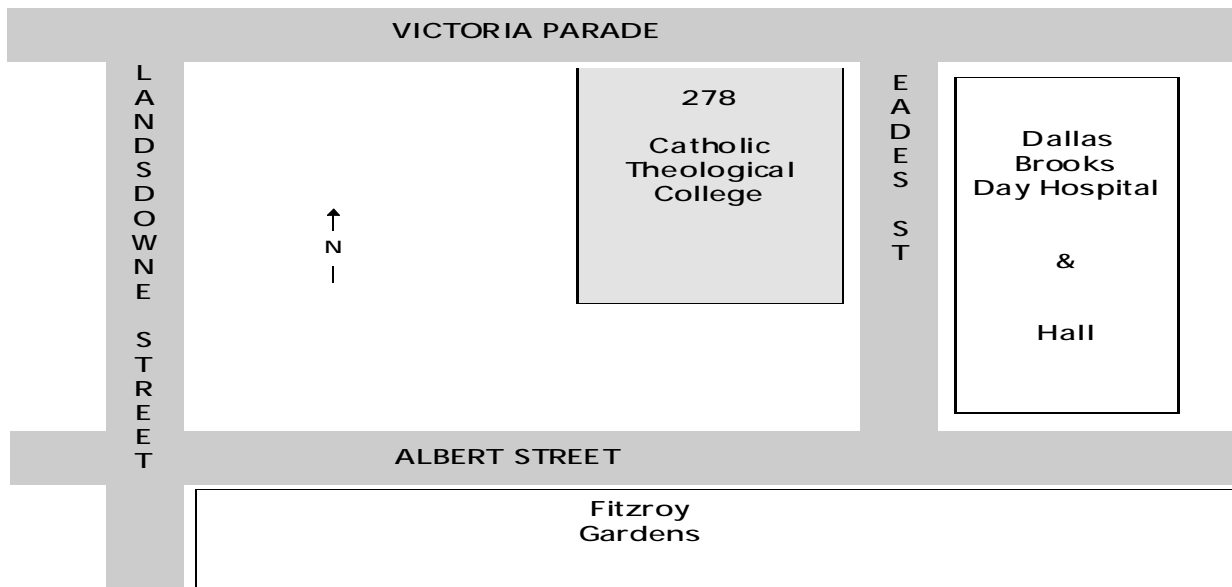 VICTORIA PARADE
LANDSDOWNE STREET
278
Catholic
Theological
College
EADES ST
Dallas
Brooks
Day Hospital
&
Hall
N
ALBERT STREET
Fitzroy
Gardens